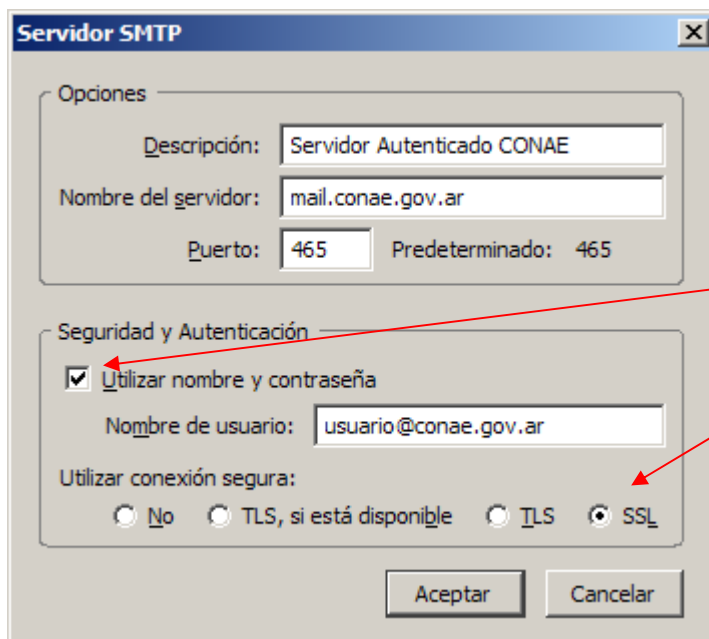 Servidor SMTP
Opciones
Descripción: Servidor Autenticado CONAE
Nombre del servidor: mail.conae.gov.ar
Puerto: 465 Predeterminado: 465
Seguridad y Autenticación
Utilizar nombre y contraseña
Nombre de usuario: usuario@conae.gov.ar
Utilizar conexión segura:
No TLS, si está disponible TLS SSL
Aceptar Cancelar